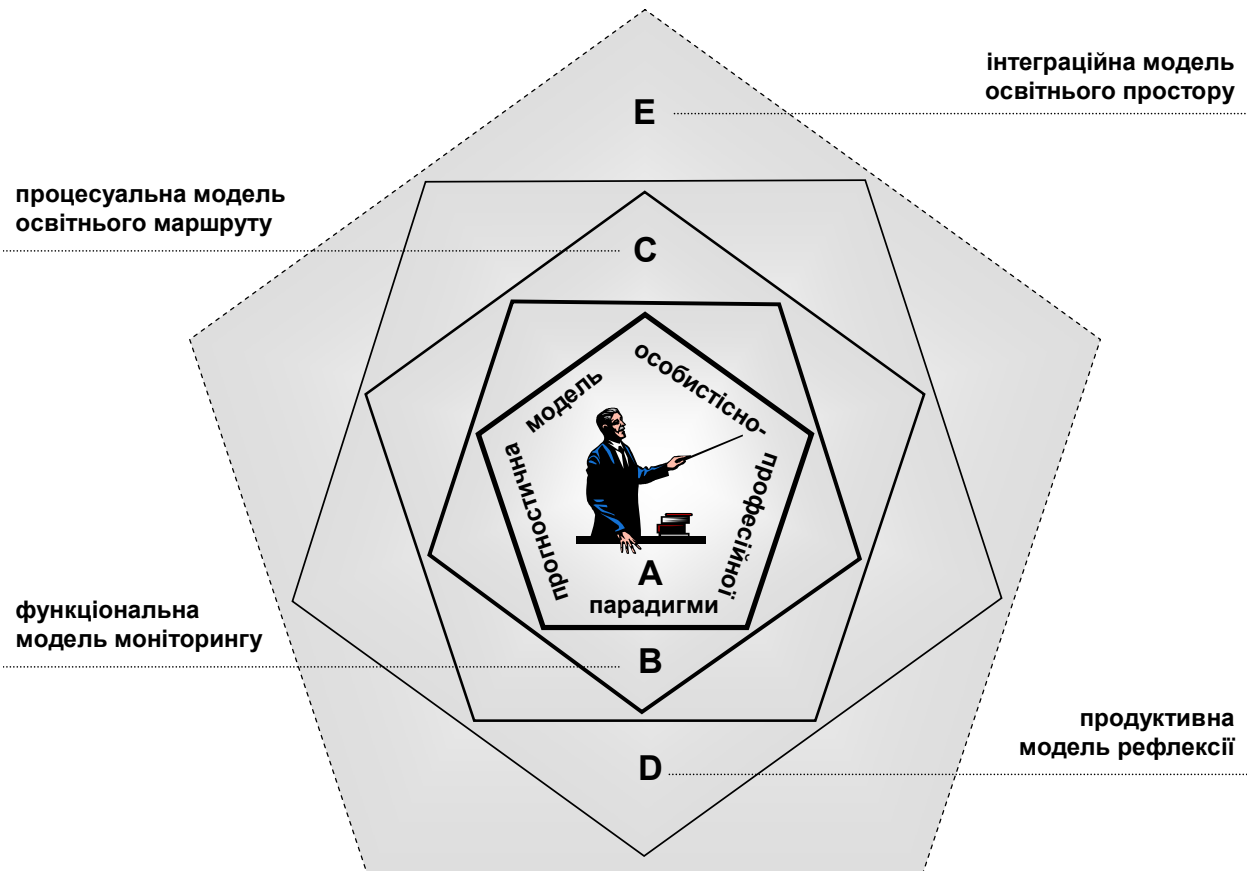 інтеграційна модель
освітнього простору
E
процесуальна модель
освітнього маршруту
C
прогностична
модель
особистісно-
професійної
A
парадигми
функціональна
модель моніторингу
B
продуктивна
модель рефлексії
D